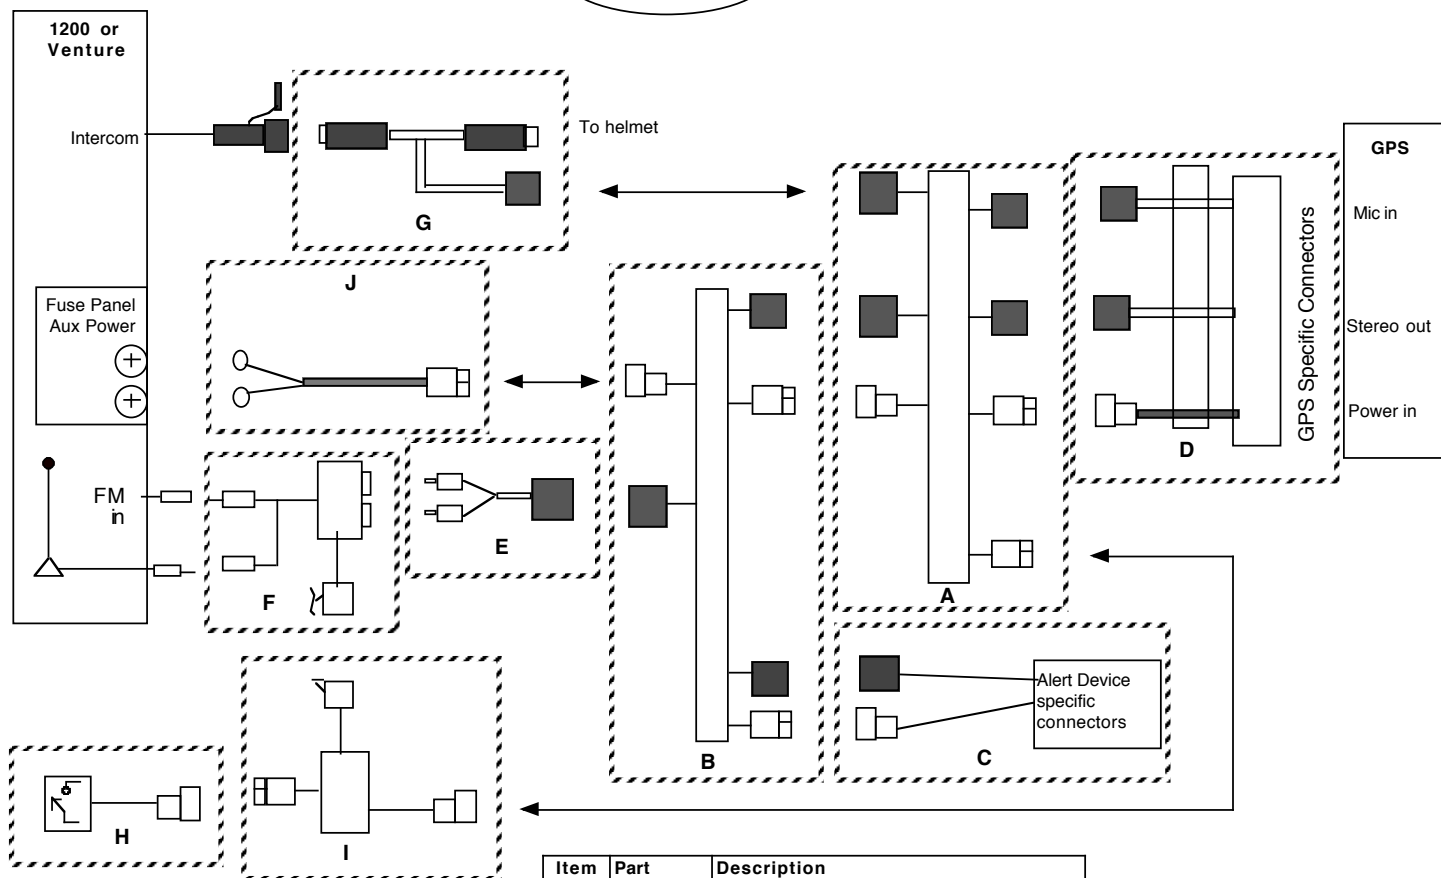 1200 or
Venture
Intercom
To helmet
G
GPS
Mic in
Stereo out
Power in
GPS Specific Connectors
D
J
Fuse Panel
Aux Power
FM
in
F
E
A
B
Alert Device
specific
connectors
C
H
I
Item Part Description